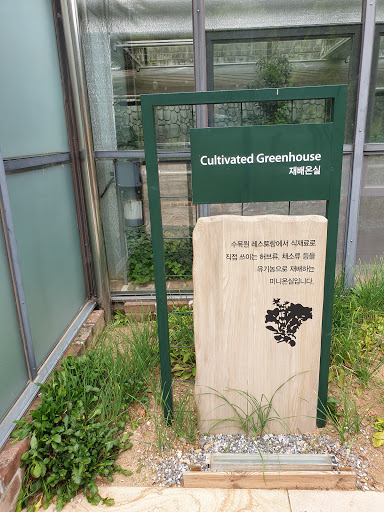 Cultivated Greenhouse
재배온실
수목원 레스토랑에서 식재료로
직접 쓰이는 허브류, 채소류 등을
유기농으로 재배하는
미니온실입니다.